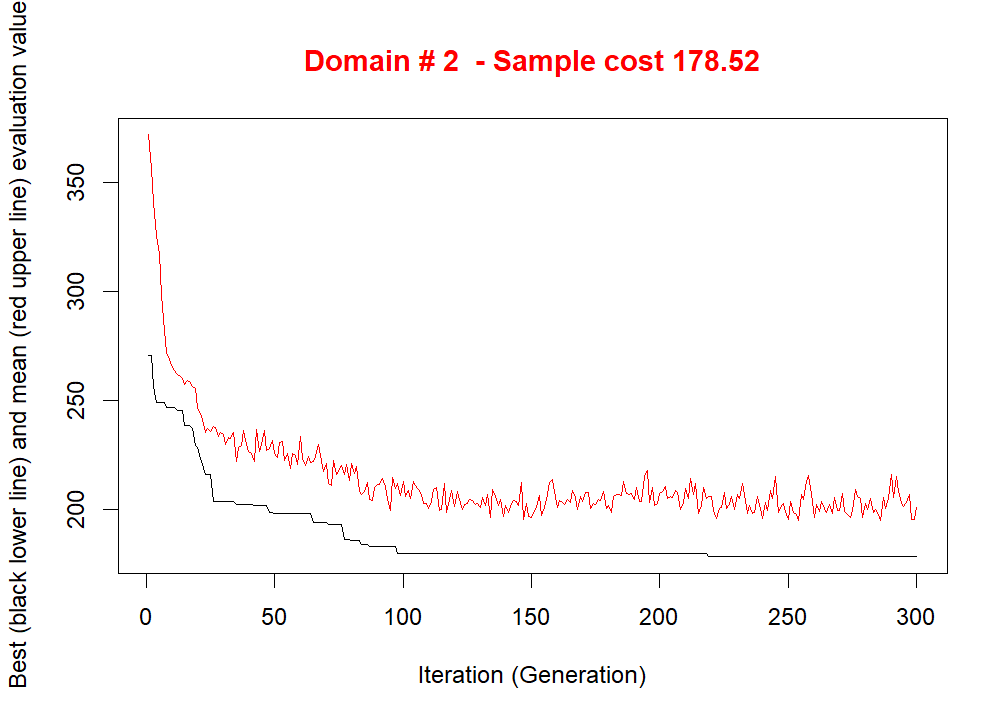 Domain # 2  - Sample cost 178.52
Best (black lower line) and mean (red upper line) evaluation value
350
300
250
200
0 50 100 150 200 250 300
Iteration (Generation)